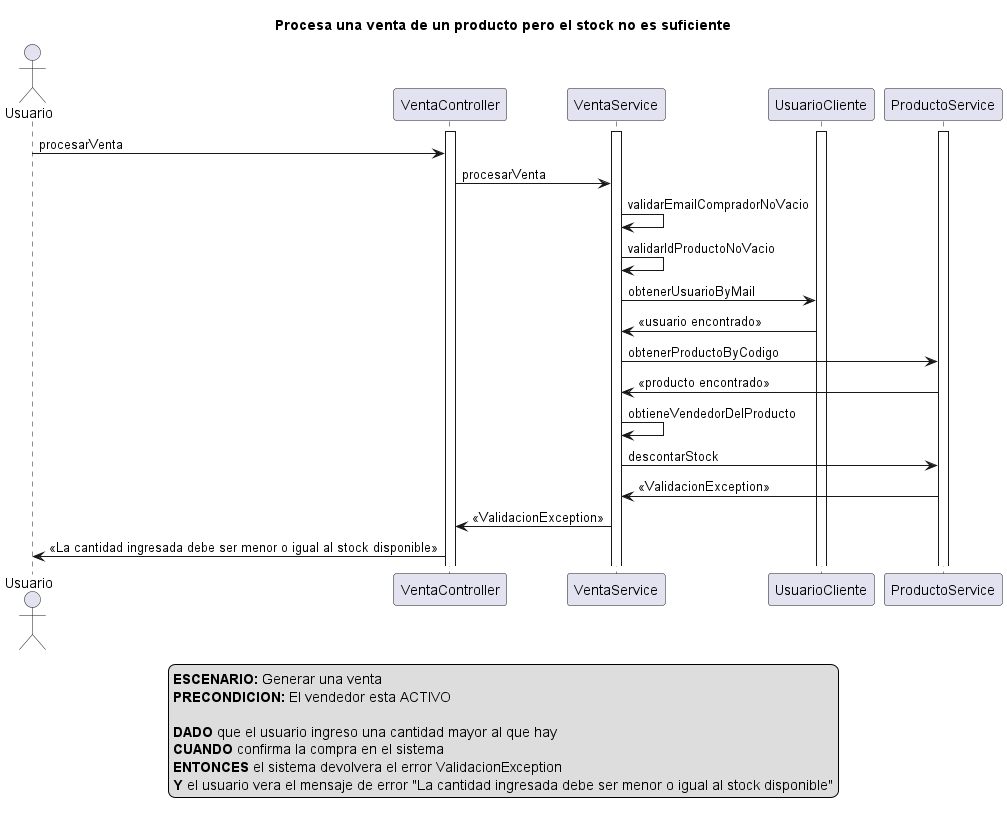 Procesa una venta de un producto pero el stock no es suficiente
Usuario
VentaController
VentaService
UsuarioCliente
ProductoService
procesarVenta
procesarVenta
validarEmailCompradorNoVacio
validarIdProductoNoVacio
obtenerUsuarioByMail
«usuario encontrado»
obtenerProductoByCodigo
«producto encontrado»
obtieneVendedorDelProducto
descontarStock
«ValidacionException»
«ValidacionException»
«La cantidad ingresada debe ser menor o igual al stock disponible»
Usuario
VentaController
VentaService
UsuarioCliente
ProductoService
ESCENARIO: Generar una venta
PRECONDICION: El vendedor esta ACTIVO
DADO que el usuario ingreso una cantidad mayor al que hay
CUANDO confirma la compra en el sistema
ENTONCES el sistema devolvera el error ValidacionException
Y el usuario vera el mensaje de error "La cantidad ingresada debe ser menor o igual al stock disponible"